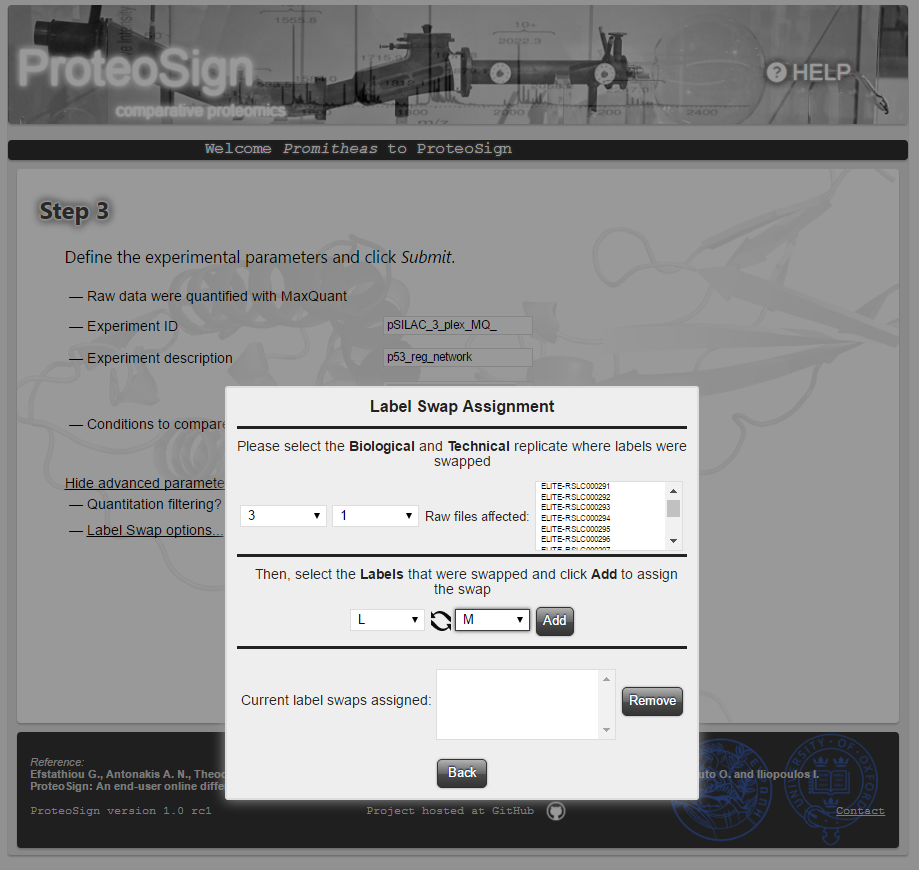 ProteoSign
comparative proteomics
HELP
Welcome Promitheas to ProteoSign
Step 3
Define the experimental parameters and click Submit.
— Raw data were quantified with MaxQuant
— Experiment ID
pSILAC_3_plex_MQ_
— Experiment description
p53_reg_network
— Conditions to compare
Hide advanced paramete
— Quantitation filtering?
— Label Swap options...
Label Swap Assignment
Please select the Biological and Technical replicate where labels were
swapped
3
1
Raw files affected:
ELITE-RSLC000291
ELITE-RSLC000292
ELITE-RSLC000293
ELITE-RSLC000294
ELITE-RSLC000295
ELITE-RSLC000296
ELITE-RSLC000297
Then, select the Labels that were swapped and click Add to assign
the swap
L
M
Add
Current label swaps assigned:
Remove
Back
Reference:
Efstathiou G., Antonakis A. N., Theod
uto O. and Iliopoulos I.
ProteoSign: An end-user online diffe
ProteoSign version 1.0 rc1
Project hosted at GitHub
Contact